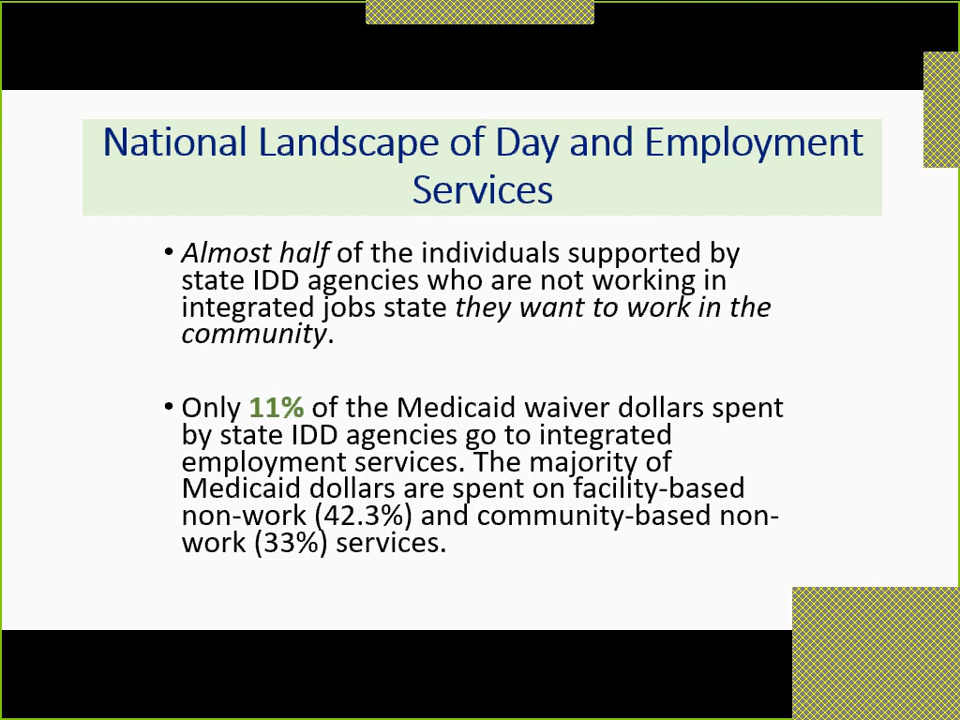 National Landscape of Day and Employment
Services
• Almost half of the individuals supported by
state IDD agencies who are not working in
integrated jobs state they want to work in the
community.
• Only 11% of the Medicaid waiver dollars spent
by state IDD agencies go to integrated
employment services. The majority of
Medicaid dollars are spent on facility-based
non-work (42.3%) and community-based non-
work (33%) services.